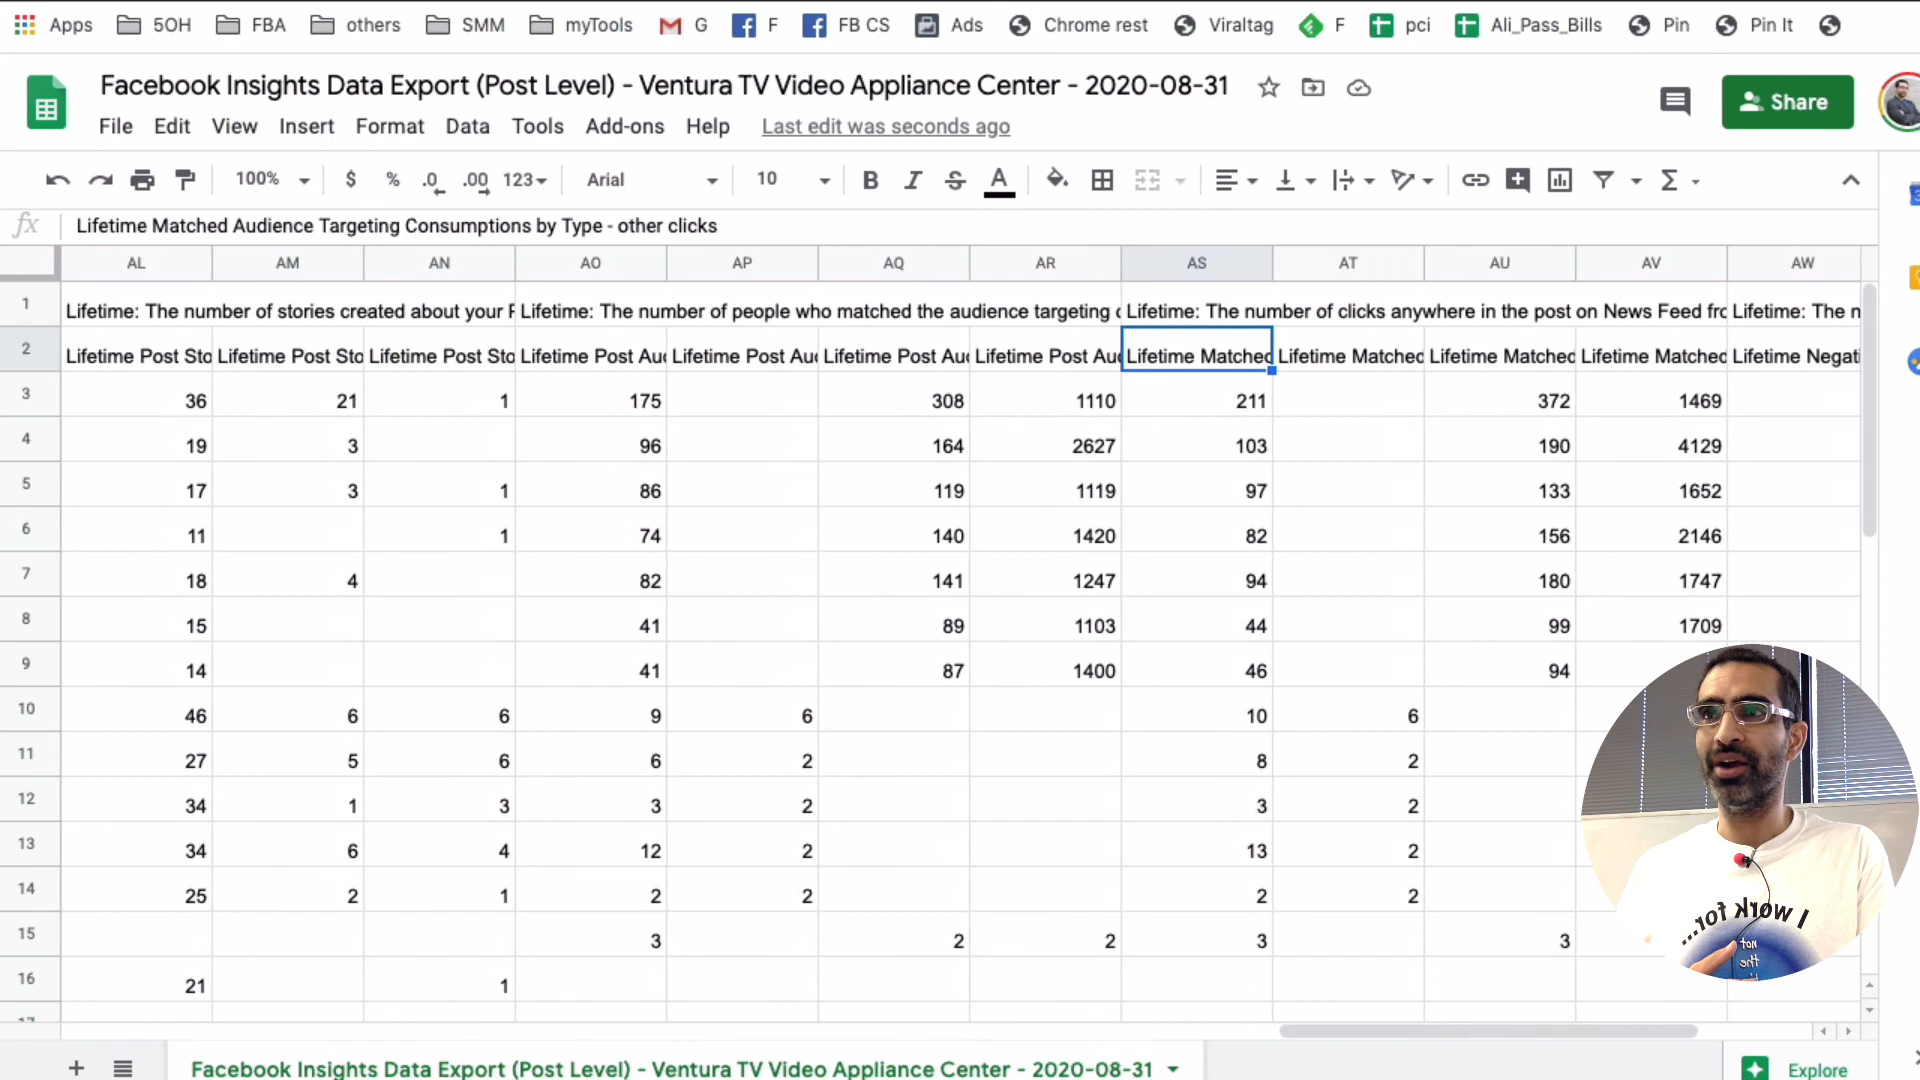 Apps 5OH FBA others SMM myTools G F FB CS Ads Chrome rest Viraltag F pci Ali_Pass_Bills Pin Pin It
Facebook Insights Data Export (Post Level) - Ventura TV Video Appliance Center - 2020-08-31
Share
File Edit View Insert Format Data Tools Add-ons Help Last edit was seconds ago
100% $ % .0 .00 123 Arial 10 B I S A Σ
fx Lifetime Matched Audience Targeting Consumptions by Type - other clicks
AL AM AN AO AP AQ AR AS AT AU AV AW
1 Lifetime: The number of stories created about your Lifetime: The number of people who matched the audience targeting Lifetime: The number of clicks anywhere in the post on News Feed Lifetime: The
2 Lifetime Post Sto Lifetime Post Sto Lifetime Post Sto Lifetime Post Aud Lifetime Post Aud Lifetime Post Aud Lifetime Post Aud Lifetime Matched Lifetime Matched Lifetime Matched Lifetime Matched Lifetime Negati
3 36 21 1 175 308 1110 211 372 1469
4 19 3 96 164 2627 103 190 4129
5 17 3 1 86 119 1119 97 133 1652
6 11 1 74 140 1420 82 156 2146
7 18 4 82 141 1247 94 180 1747
8 15 41 89 1103 44 99 1709
9 14 41 87 1400 46 94
10 46 6 6 9 6 10 6
11 27 5 6 6 2 8 2
12 34 1 3 3 2 3 2
13 34 6 4 12 2 13 2
14 25 2 1 2 2 2 2
15 3 2 2 3 3
16 21 1
I work for...
not
the
Facebook Insights Data Export (Post Level) - Ventura TV Video Appliance Center - 2020-08-31
Explore